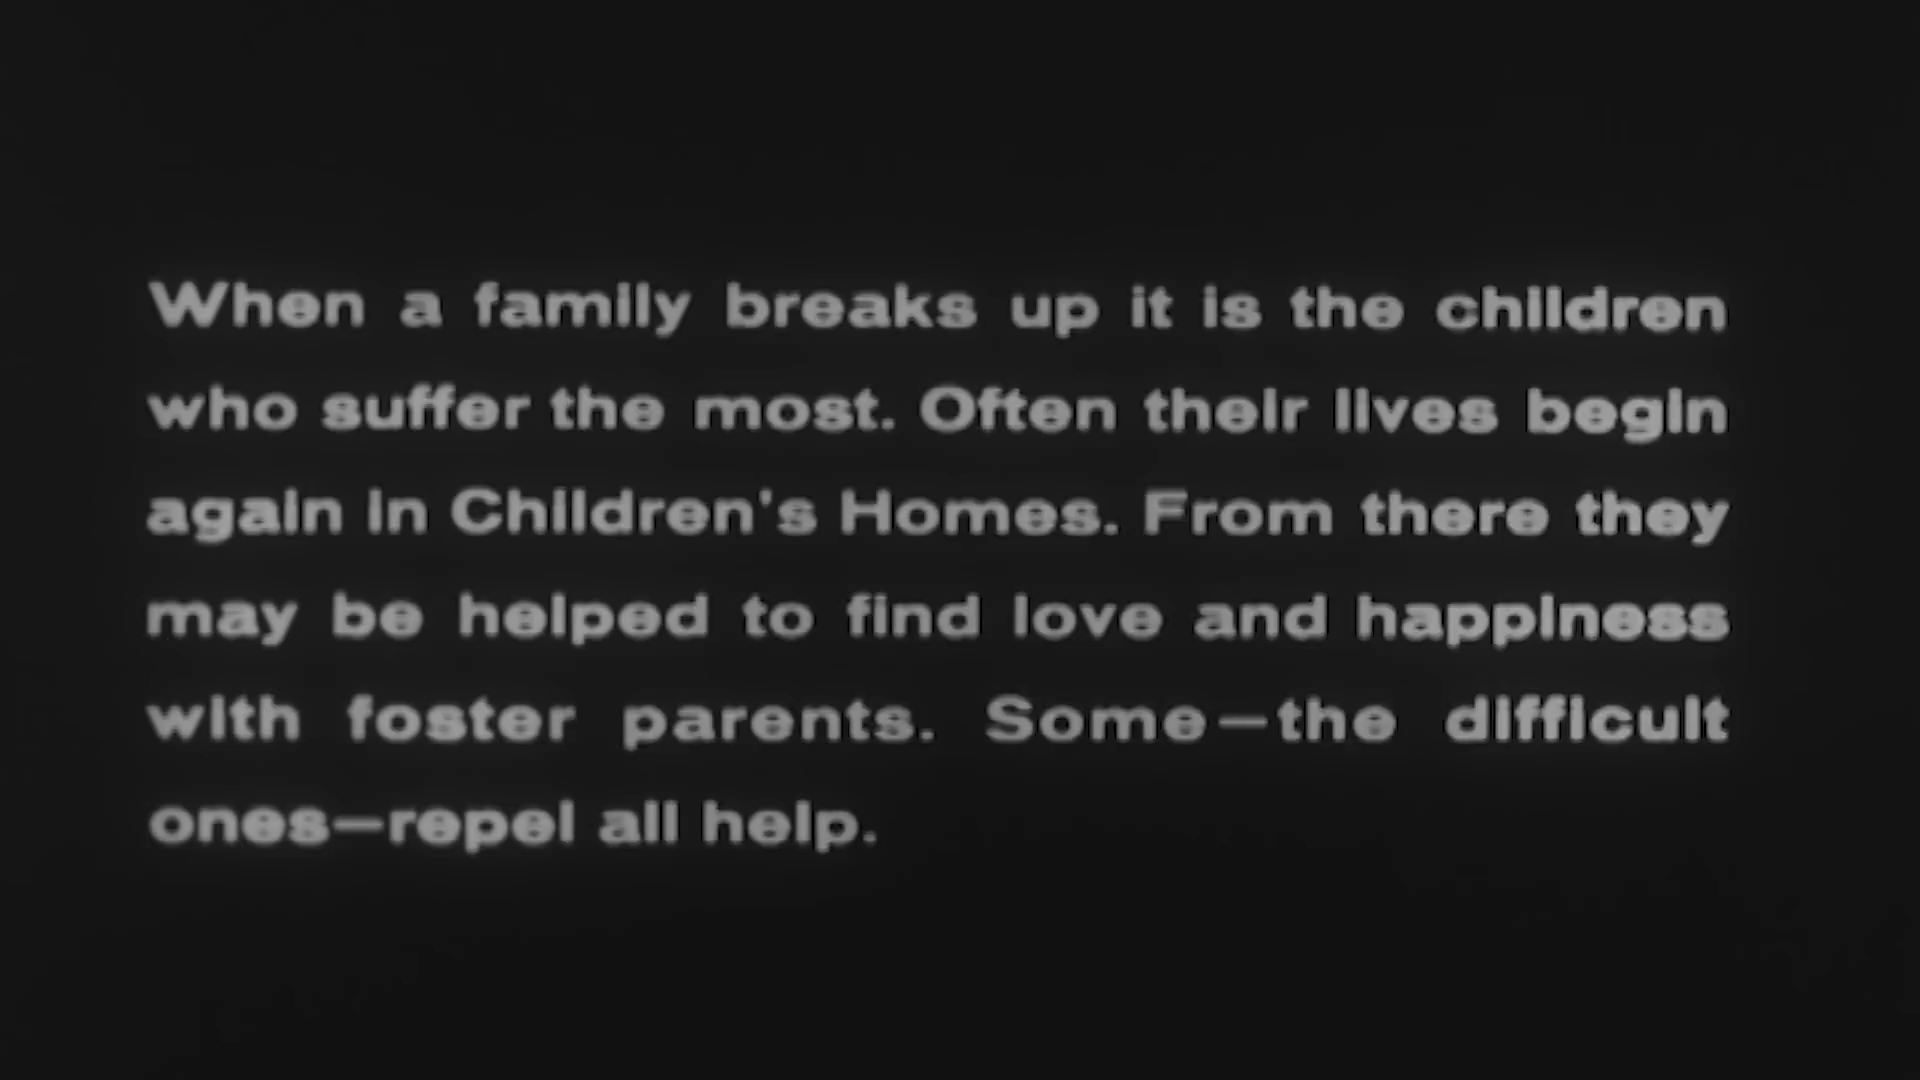 When a family breaks up it is the children
who suffer the most. Often their lives begin
again in Children's Homes. From there they
may be helped to find love and happiness
with foster parents. Some—the difficult
ones—repel all help.